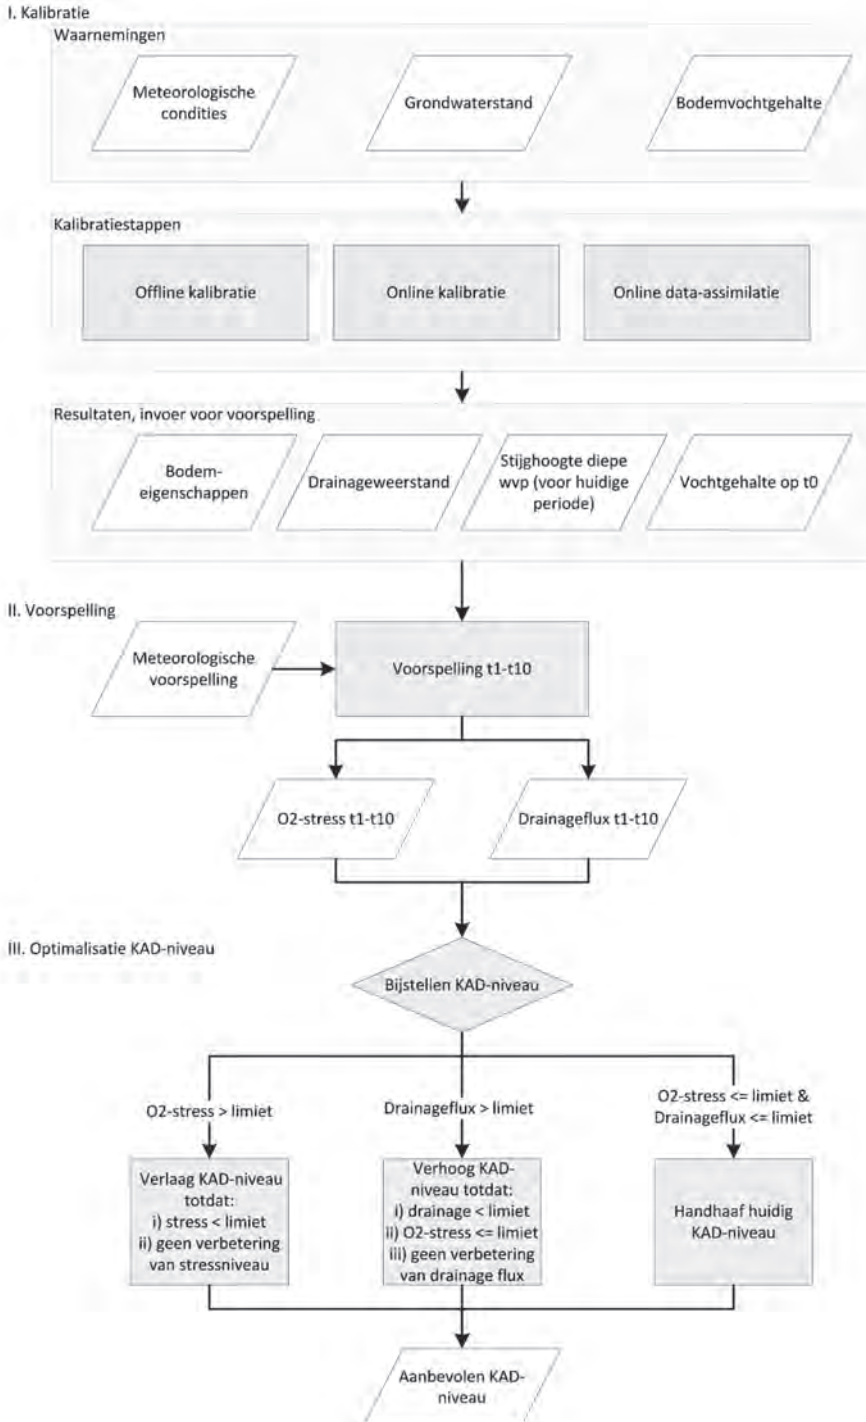 I. Kalibratie
Waarnemingen
Meteorologische
condities
Grondwaterstand
Bodemvochtgehalte
Kalibratiestappen
Offline kalibratie
Online kalibratie
Online data-assimilatie
Resultaten, invoer voor voorspelling
Bodem-
eigenschappen
Drainageweerstand
Stijghoogte diepe
wvp (voor huidige
periode)
Vochtgehalte op t0
II. Voorspelling
Meteorologische
voorspelling
Voorspelling t1-t10
O2-stress t1-t10
Drainageflux t1-t10
III. Optimalisatie KAD-niveau
Bijstellen KAD-niveau
O2-stress > limiet
Drainageflux > limiet
O2-stress <= limiet &
Drainageflux <= limiet
Verlaag KAD-niveau
totdat:
i) stress < limiet
ii) geen verbetering
van stressniveau
Verhoog KAD-
niveau totdat:
i) drainage < limiet
ii) O2-stress <= limiet
iii) geen verbetering
van drainage flux
Handhaaf huidig
KAD-niveau
Aanbevolen KAD-
niveau